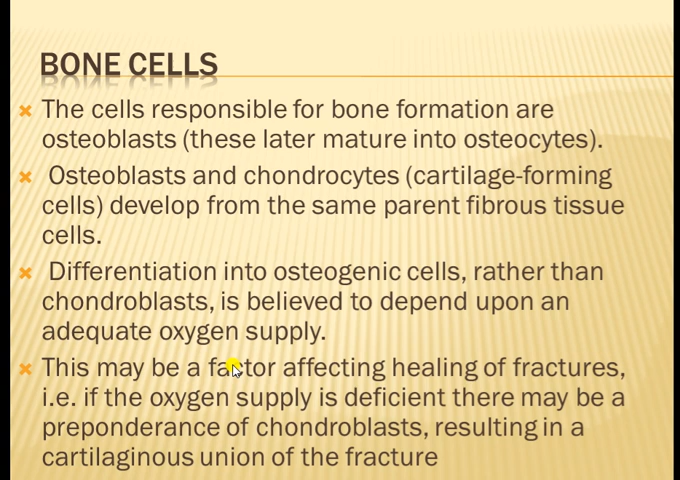 BONE CELLS
The cells responsible for bone formation are
osteoblasts (these later mature into osteocytes).
Osteoblasts and chondrocytes (cartilage-forming
cells) develop from the same parent fibrous tissue
cells.
Differentiation into osteogenic cells, rather than
chondroblasts, is believed to depend upon an
adequate oxygen supply.
This may be a factor affecting healing of fractures,
i.e. if the oxygen supply is deficient there may be a
preponderance of chondroblasts, resulting in a
cartilaginous union of the fracture